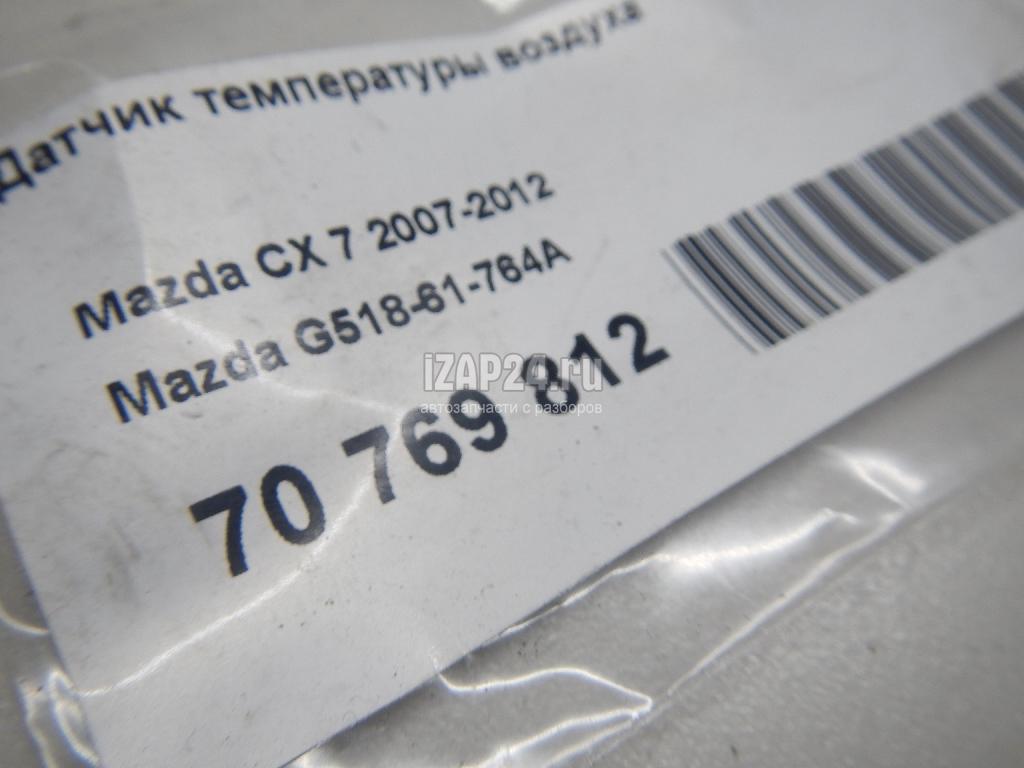 Датчик температуры воздуха
Mazda CX 7 2007-2012
Mazda G518-61-764A
70 769 812
iZAP24.ru
автозапчасти с разборов